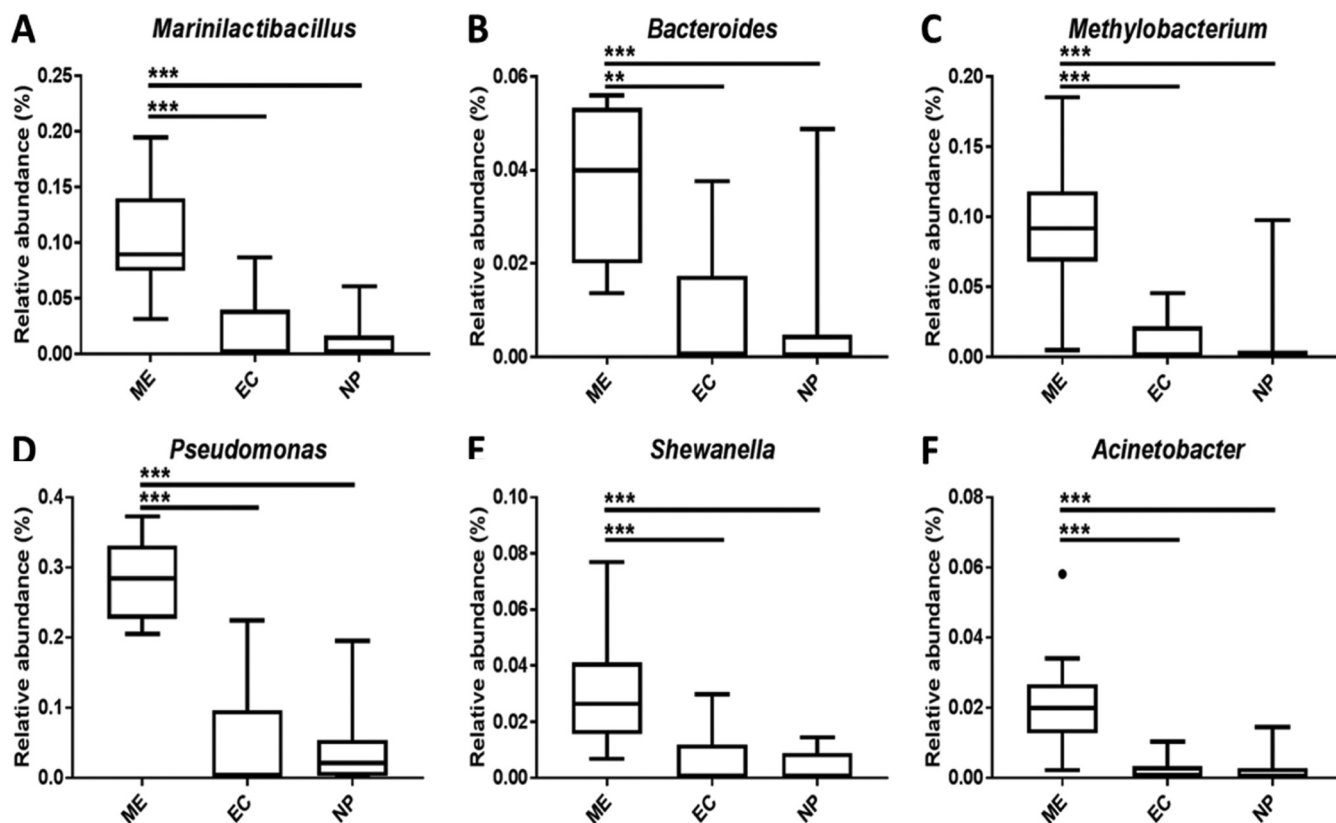 A
Marinilactibacillus
Relative abundance (%)
0.25
0.20
0.15
0.10
0.05
0.00
***
***
ME
EC
NP
B
Bacteroides
Relative abundance (%)
0.06
0.04
0.02
0.00
***
**
ME
EC
NP
C
Methylobacterium
Relative abundance (%)
0.20
0.15
0.10
0.05
0.00
***
***
ME
EC
NP
D
Pseudomonas
Relative abundance (%)
0.4
0.3
0.2
0.1
0.0
***
***
ME
EC
NP
E
Shewanella
Relative abundance (%)
0.10
0.08
0.06
0.04
0.02
0.00
***
***
ME
EC
NP
F
Acinetobacter
Relative abundance (%)
0.08
0.06
0.04
0.02
0.00
***
***
ME
EC
NP